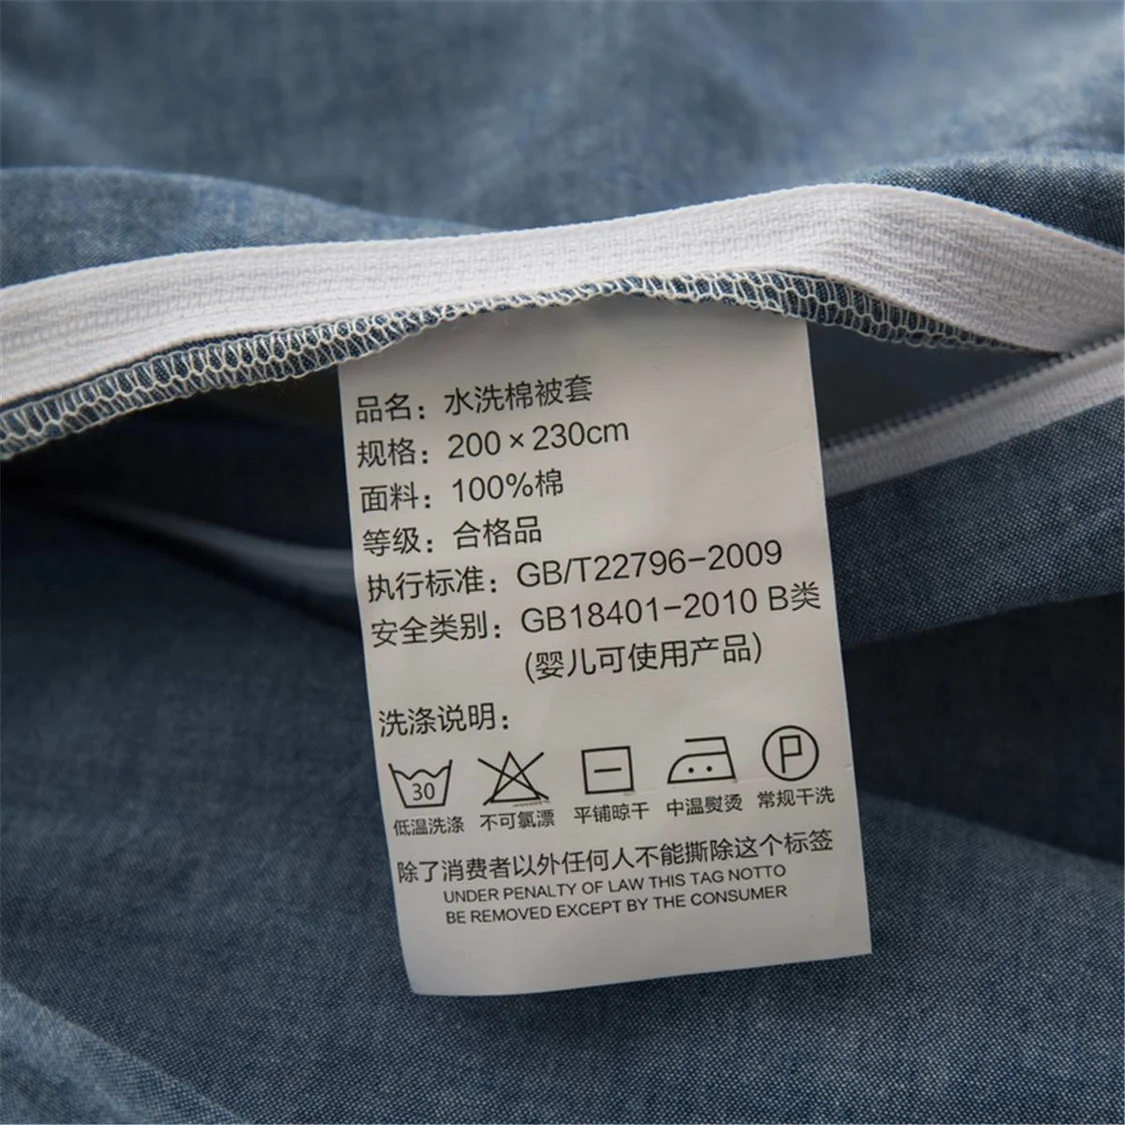 品名：水洗棉被套
规格：200×230cm
面料：100%棉
等级：合格品
执行标准：GB/T22796-2009
安全类别：GB18401-2010 B类
(婴儿可使用产品)
洗涤说明：
30 P
低温洗涤 不可氯漂 平铺晾干 中温熨烫 常规干洗
除了消费者以外任何人不能撕除这个标签
UNDER PENALTY OF LAW THIS TAG NOTTO
BE REMOVED EXCEPT BY THE CONSUMER